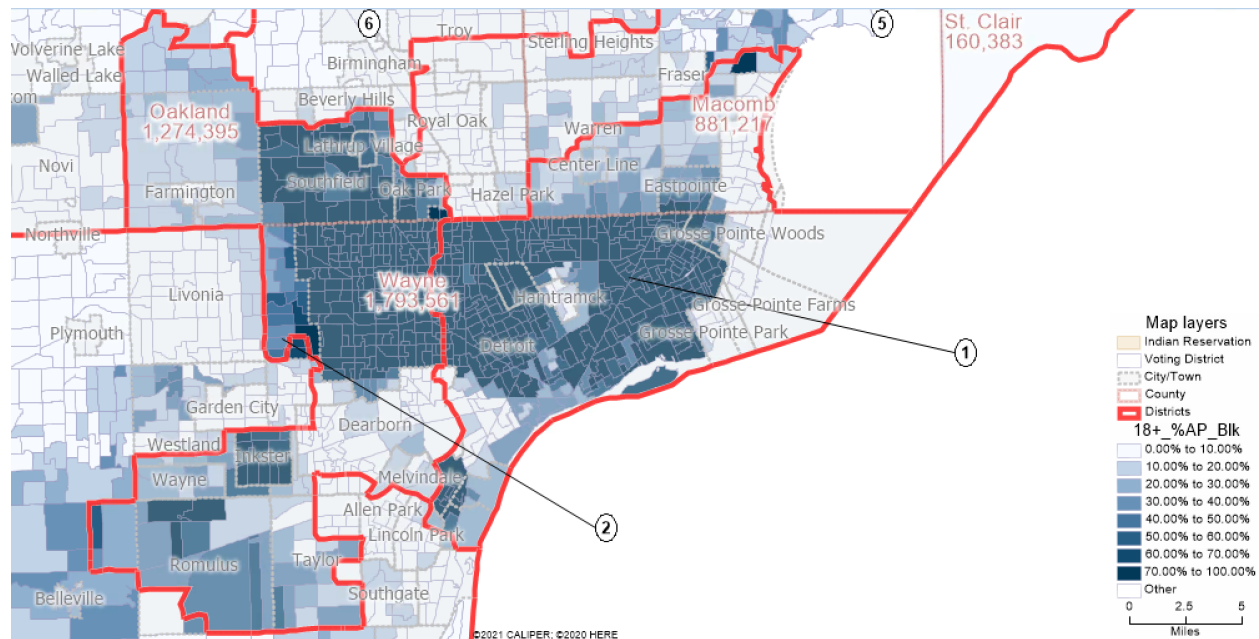 6
5
St. Clair
160,383
Wolverine Lake
Troy
Sterling Heights
Walled Lake
Birmingham
Fraser
Beverly Hills
Oakland
1,274,395
Macomb
881,217
Royal Oak
Warren
Lathrup Village
Center Line
Novi
Southfield
Oak Park
Hazel Park
Eastpointe
Farmington
Northville
Grosse Pointe Woods
Wayne
1,793,561
Livonia
Hamtramck
Grosse Pointe Farms
Plymouth
Detroit
Grosse Pointe Park
1
Garden City
Dearborn
Westland
Inkster
Wayne
Melvindale
Allen Park
2
Lincoln Park
Romulus
Taylor
Belleville
Southgate
©2021 CALIPER; ©2020 HERE
Map layers
Indian Reservation
Voting District
City/Town
County
Districts
18+_%AP_Blk
0.00% to 10.00%
10.00% to 20.00%
20.00% to 30.00%
30.00% to 40.00%
40.00% to 50.00%
50.00% to 60.00%
60.00% to 70.00%
70.00% to 100.00%
Other
0 2.5 5
Miles